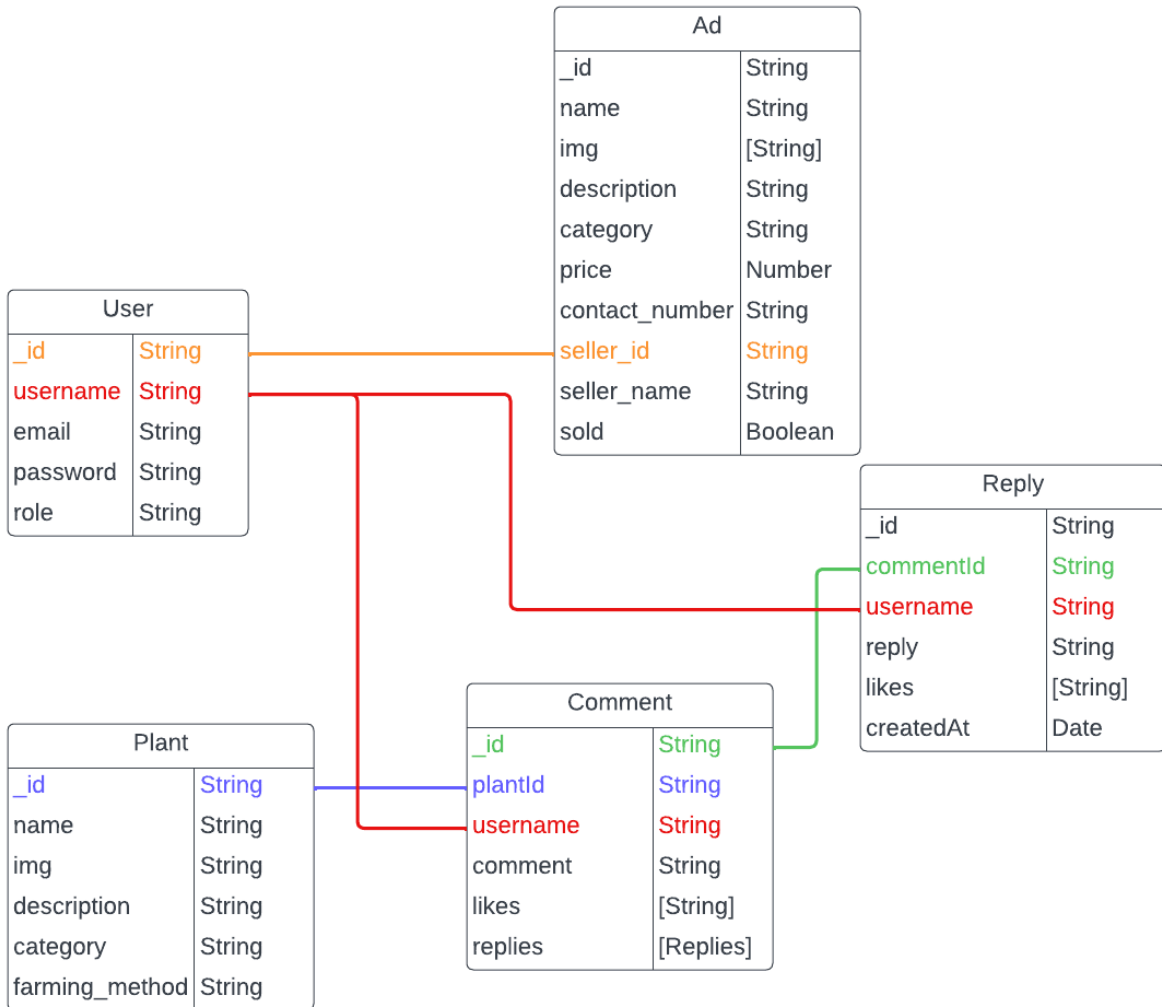 Ad
_id String
name String
img [String]
description String
category String
price Number
contact_number String
seller_id String
seller_name String
sold Boolean
User
_id String
username String
email String
password String
role String
Reply
_id String
commentId String
username String
reply String
likes [String]
createdAt Date
Comment
_id String
plantId String
username String
comment String
likes [String]
replies [Replies]
Plant
_id String
name String
img String
description String
category String
farming_method String